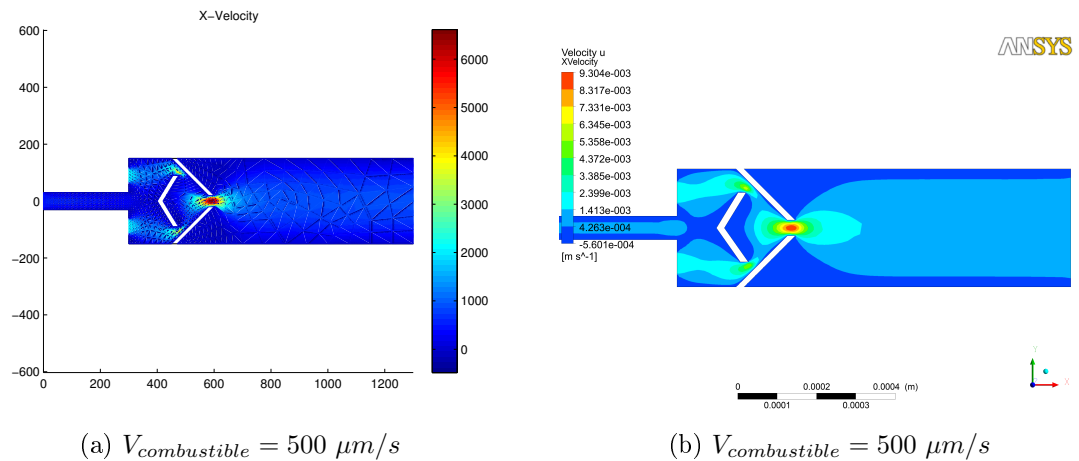 X-Velocity
600
400
200
0
−200
−400
−600
0
200
400
600
800
1000
1200
6000
5000
4000
3000
2000
1000
0
(a) V_combustible = 500 μm/s
ANSYS
Velocity u
XVelocity
9.304e-003
8.317e-003
7.331e-003
6.345e-003
5.358e-003
4.372e-003
3.386e-003
2.399e-003
1.413e-003
4.263e-004
-5.601e-004
[m s^-1]
0
0.0002
0.0004
(m)
0.0001
0.0003
Y
X
(b) V_combustible = 500 μm/s